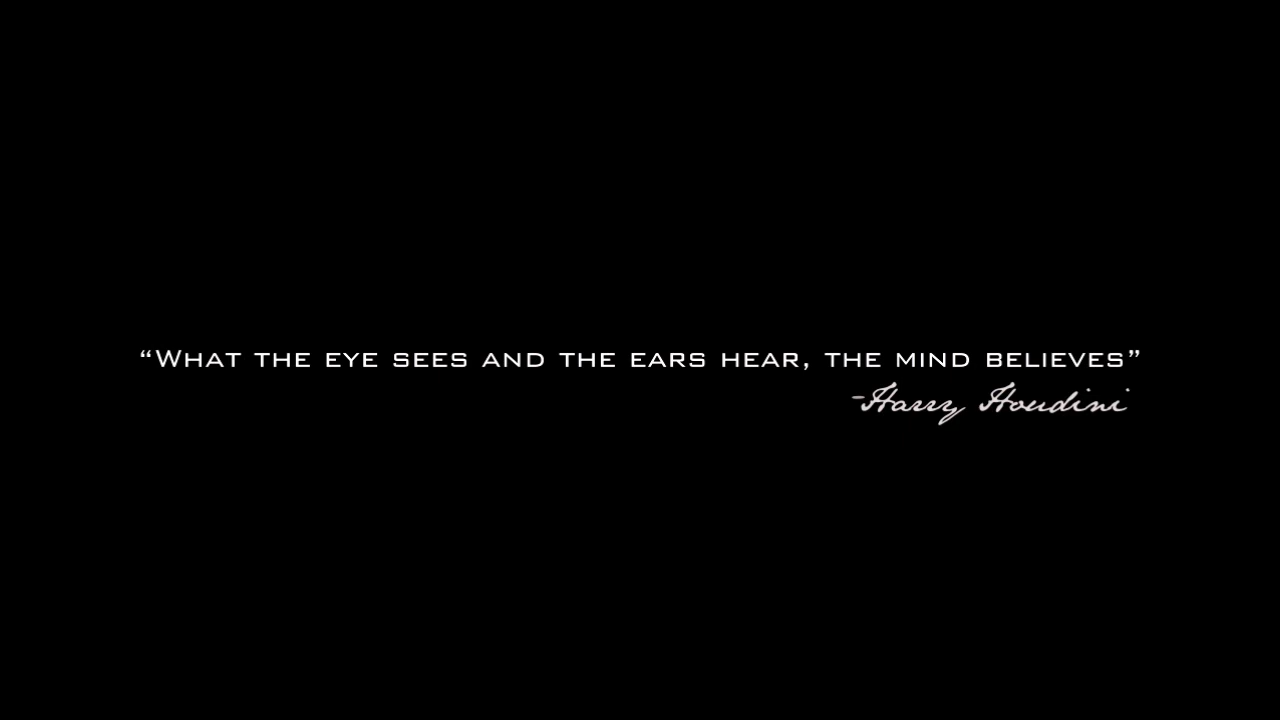 “What the eye sees and the ears hear, the mind believes”
-Harry Houdini